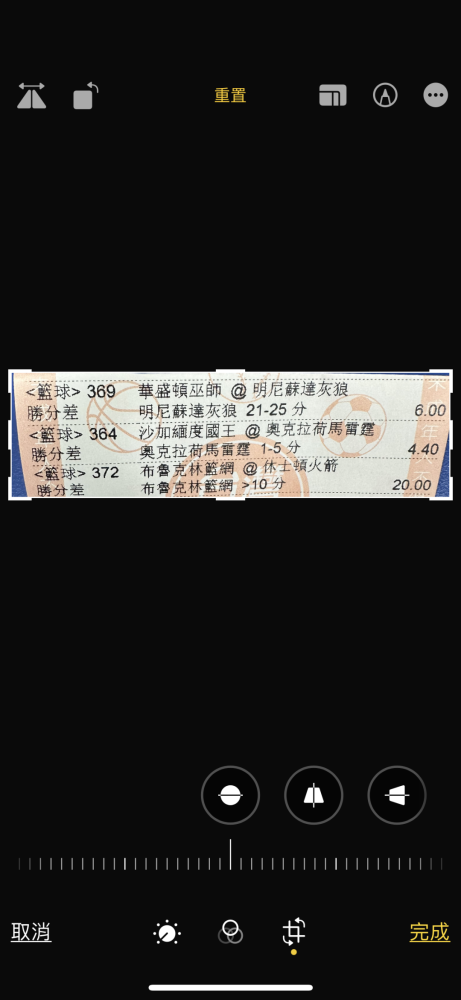 重置
<籃球> 369 華盛頓巫師 @ 明尼蘇達灰狼
勝分差 明尼蘇達灰狼 21-25 分 6.00
<籃球> 364 沙加緬度國王 @ 奧克拉荷馬雷霆
勝分差 奧克拉荷馬雷霆 1-5 分 4.40
<籃球> 372 布魯克林籃網 @ 休士頓火箭
勝分差 布魯克林籃網 >10 分 20.00
取消
完成